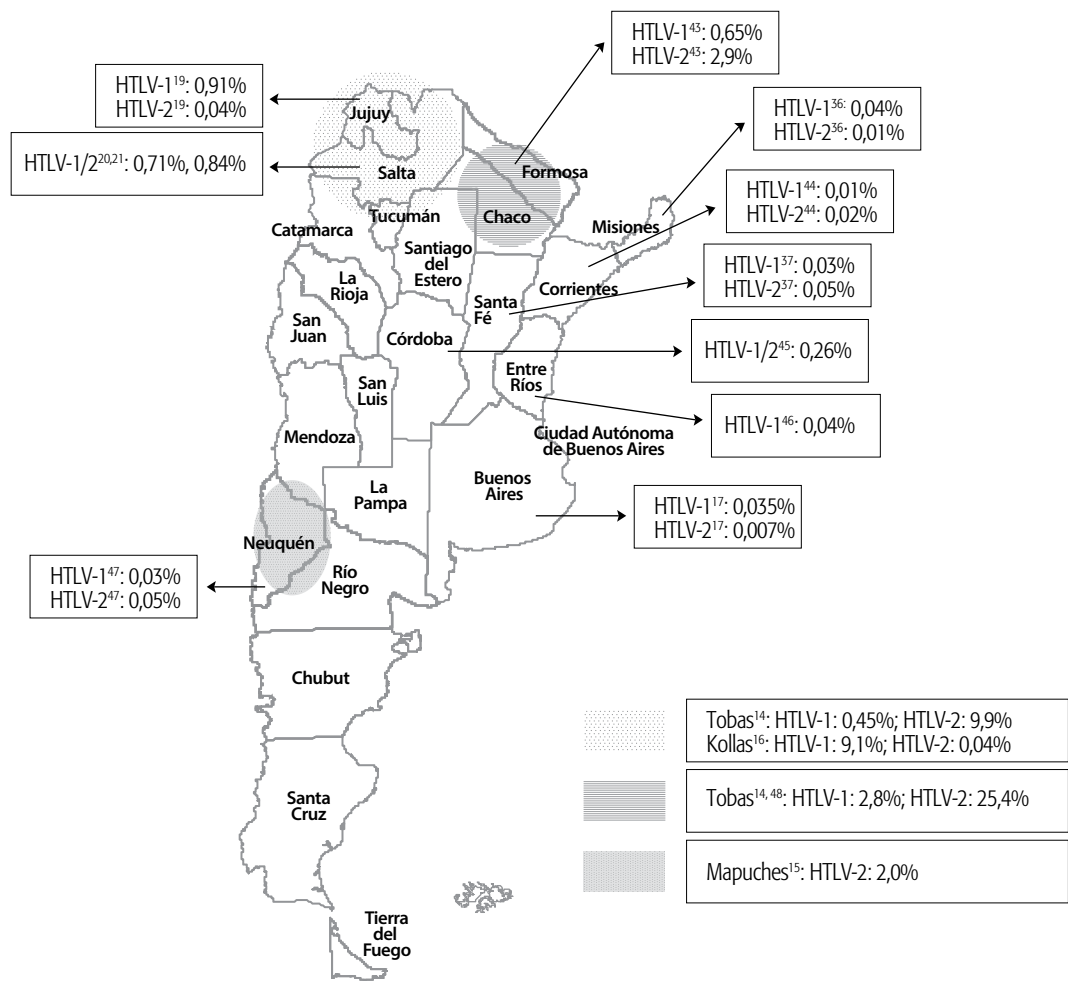 HTLV-1⁴³: 0,65%
HTLV-2⁴³: 2,9%
HTLV-1¹⁹: 0,91%
HTLV-2¹⁹: 0,04%
HTLV-1/2²⁰,²¹: 0,71%, 0,84%
HTLV-1³⁶: 0,04%
HTLV-2³⁶: 0,01%
HTLV-1⁴⁴: 0,01%
HTLV-2⁴⁴: 0,02%
HTLV-1³⁷: 0,03%
HTLV-2³⁷: 0,05%
HTLV-1/2⁴⁵: 0,26%
HTLV-1⁴⁶: 0,04%
HTLV-1¹⁷: 0,035%
HTLV-2¹⁷: 0,007%
HTLV-1⁴⁷: 0,03%
HTLV-2⁴⁷: 0,05%
Jujuy
Salta
Formosa
Chaco
Tucumán
Catamarca
Santiago
del
Estero
Misiones
Corrientes
La
Rioja
Santa
Fé
San
Juan
Córdoba
Entre
Ríos
San
Luis
Mendoza
Ciudad Autónoma
de Buenos Aires
Buenos
Aires
La
Pampa
Neuquén
Río
Negro
Chubut
Santa
Cruz
Tierra
del
Fuego
Tobas¹⁴: HTLV-1: 0,45%; HTLV-2: 9,9%
Kollas¹⁶: HTLV-1: 9,1%; HTLV-2: 0,04%
Tobas¹⁴, ⁴⁸: HTLV-1: 2,8%; HTLV-2: 25,4%
Mapuches¹⁵: HTLV-2: 2,0%